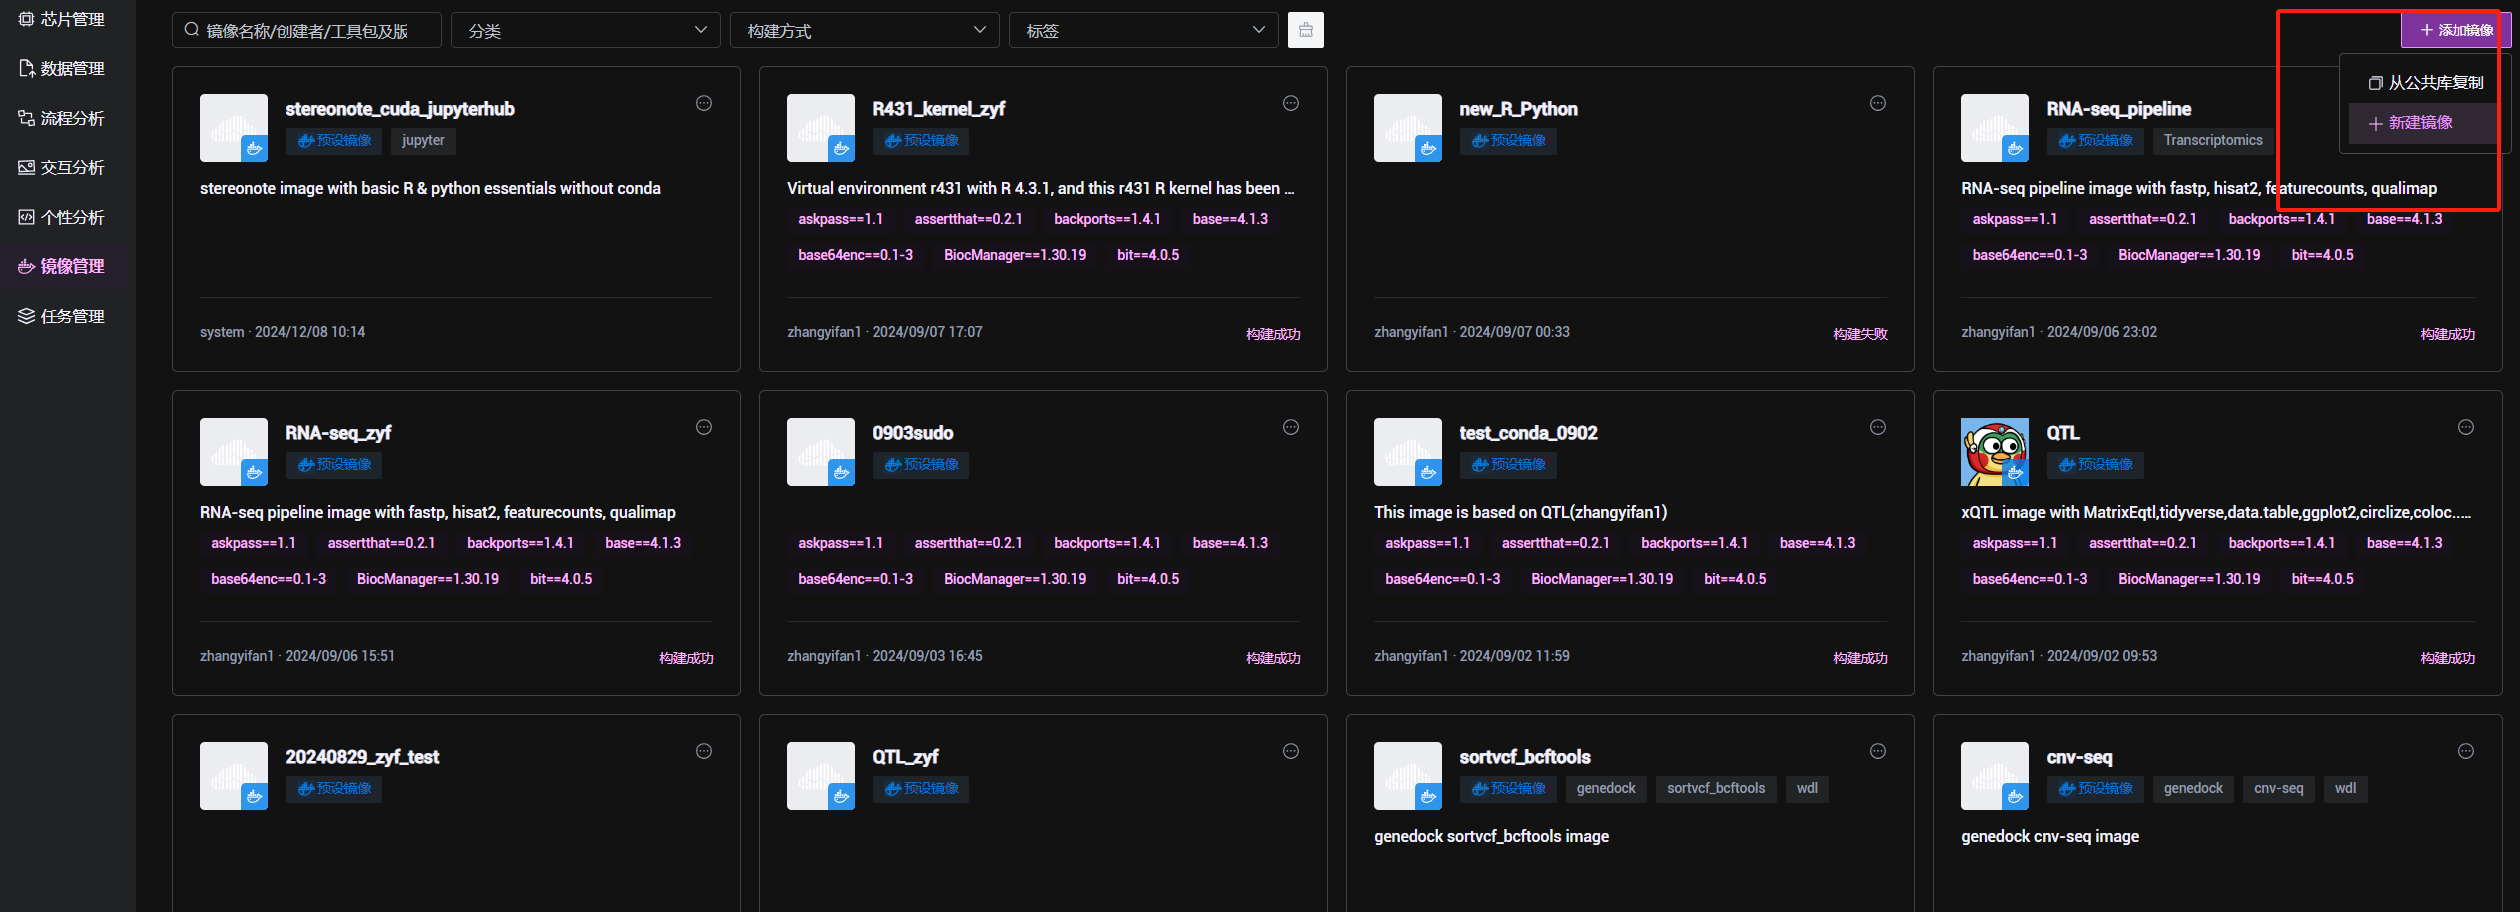 芯片管理
数据管理
流程分析
交互分析
个性分析
镜像管理
任务管理
镜像名称/创建者/工具包及版
分类
构建方式
标签
添加镜像
从公共库复制
新建镜像
stereonote_cuda_jupyterhub
预设镜像 jupyter
stereonote image with basic R & python essentials without conda
system · 2024/12/08 10:14
R431_kernel_zyf
预设镜像
Virtual environment r431 with R 4.3.1, and this r431 R kernel has been ...
askpass==1.1 assertthat==0.2.1 backports==1.4.1 base==4.1.3
base64enc==0.1-3 BiocManager==1.30.19 bit==4.0.5
zhangyifan1 · 2024/09/07 17:07 构建成功
new_R_Python
预设镜像
zhangyifan1 · 2024/09/07 00:33 构建失败
RNA-seq_pipeline
预设镜像 Transcriptomics
RNA-seq pipeline image with fastp, hisat2, featurecounts, qualimap
askpass==1.1 assertthat==0.2.1 backports==1.4.1 base==4.1.3
base64enc==0.1-3 BiocManager==1.30.19 bit==4.0.5
zhangyifan1 · 2024/09/06 23:02 构建成功
RNA-seq_zyf
预设镜像
RNA-seq pipeline image with fastp, hisat2, featurecounts, qualimap
askpass==1.1 assertthat==0.2.1 backports==1.4.1 base==4.1.3
base64enc==0.1-3 BiocManager==1.30.19 bit==4.0.5
zhangyifan1 · 2024/09/06 15:51 构建成功
0903sudo
预设镜像
askpass==1.1 assertthat==0.2.1 backports==1.4.1 base==4.1.3
base64enc==0.1-3 BiocManager==1.30.19 bit==4.0.5
zhangyifan1 · 2024/09/03 16:45 构建成功
test_conda_0902
预设镜像
This image is based on QTL(zhangyifan1)
askpass==1.1 assertthat==0.2.1 backports==1.4.1 base==4.1.3
base64enc==0.1-3 BiocManager==1.30.19 bit==4.0.5
zhangyifan1 · 2024/09/02 11:59 构建成功
QTL
预设镜像
xQTL image with MatrixEqtl,tidyverse,data.table,ggplot2,circlize,coloc.....
askpass==1.1 assertthat==0.2.1 backports==1.4.1 base==4.1.3
base64enc==0.1-3 BiocManager==1.30.19 bit==4.0.5
zhangyifan1 · 2024/09/02 09:53 构建成功
20240829_zyf_test
预设镜像
QTL_zyf
预设镜像
sortvcf_bcftools
预设镜像 genedock sortvcf_bcftools wdl
genedock sortvcf_bcftools image
cnv-seq
预设镜像 genedock cnv-seq wdl
genedock cnv-seq image